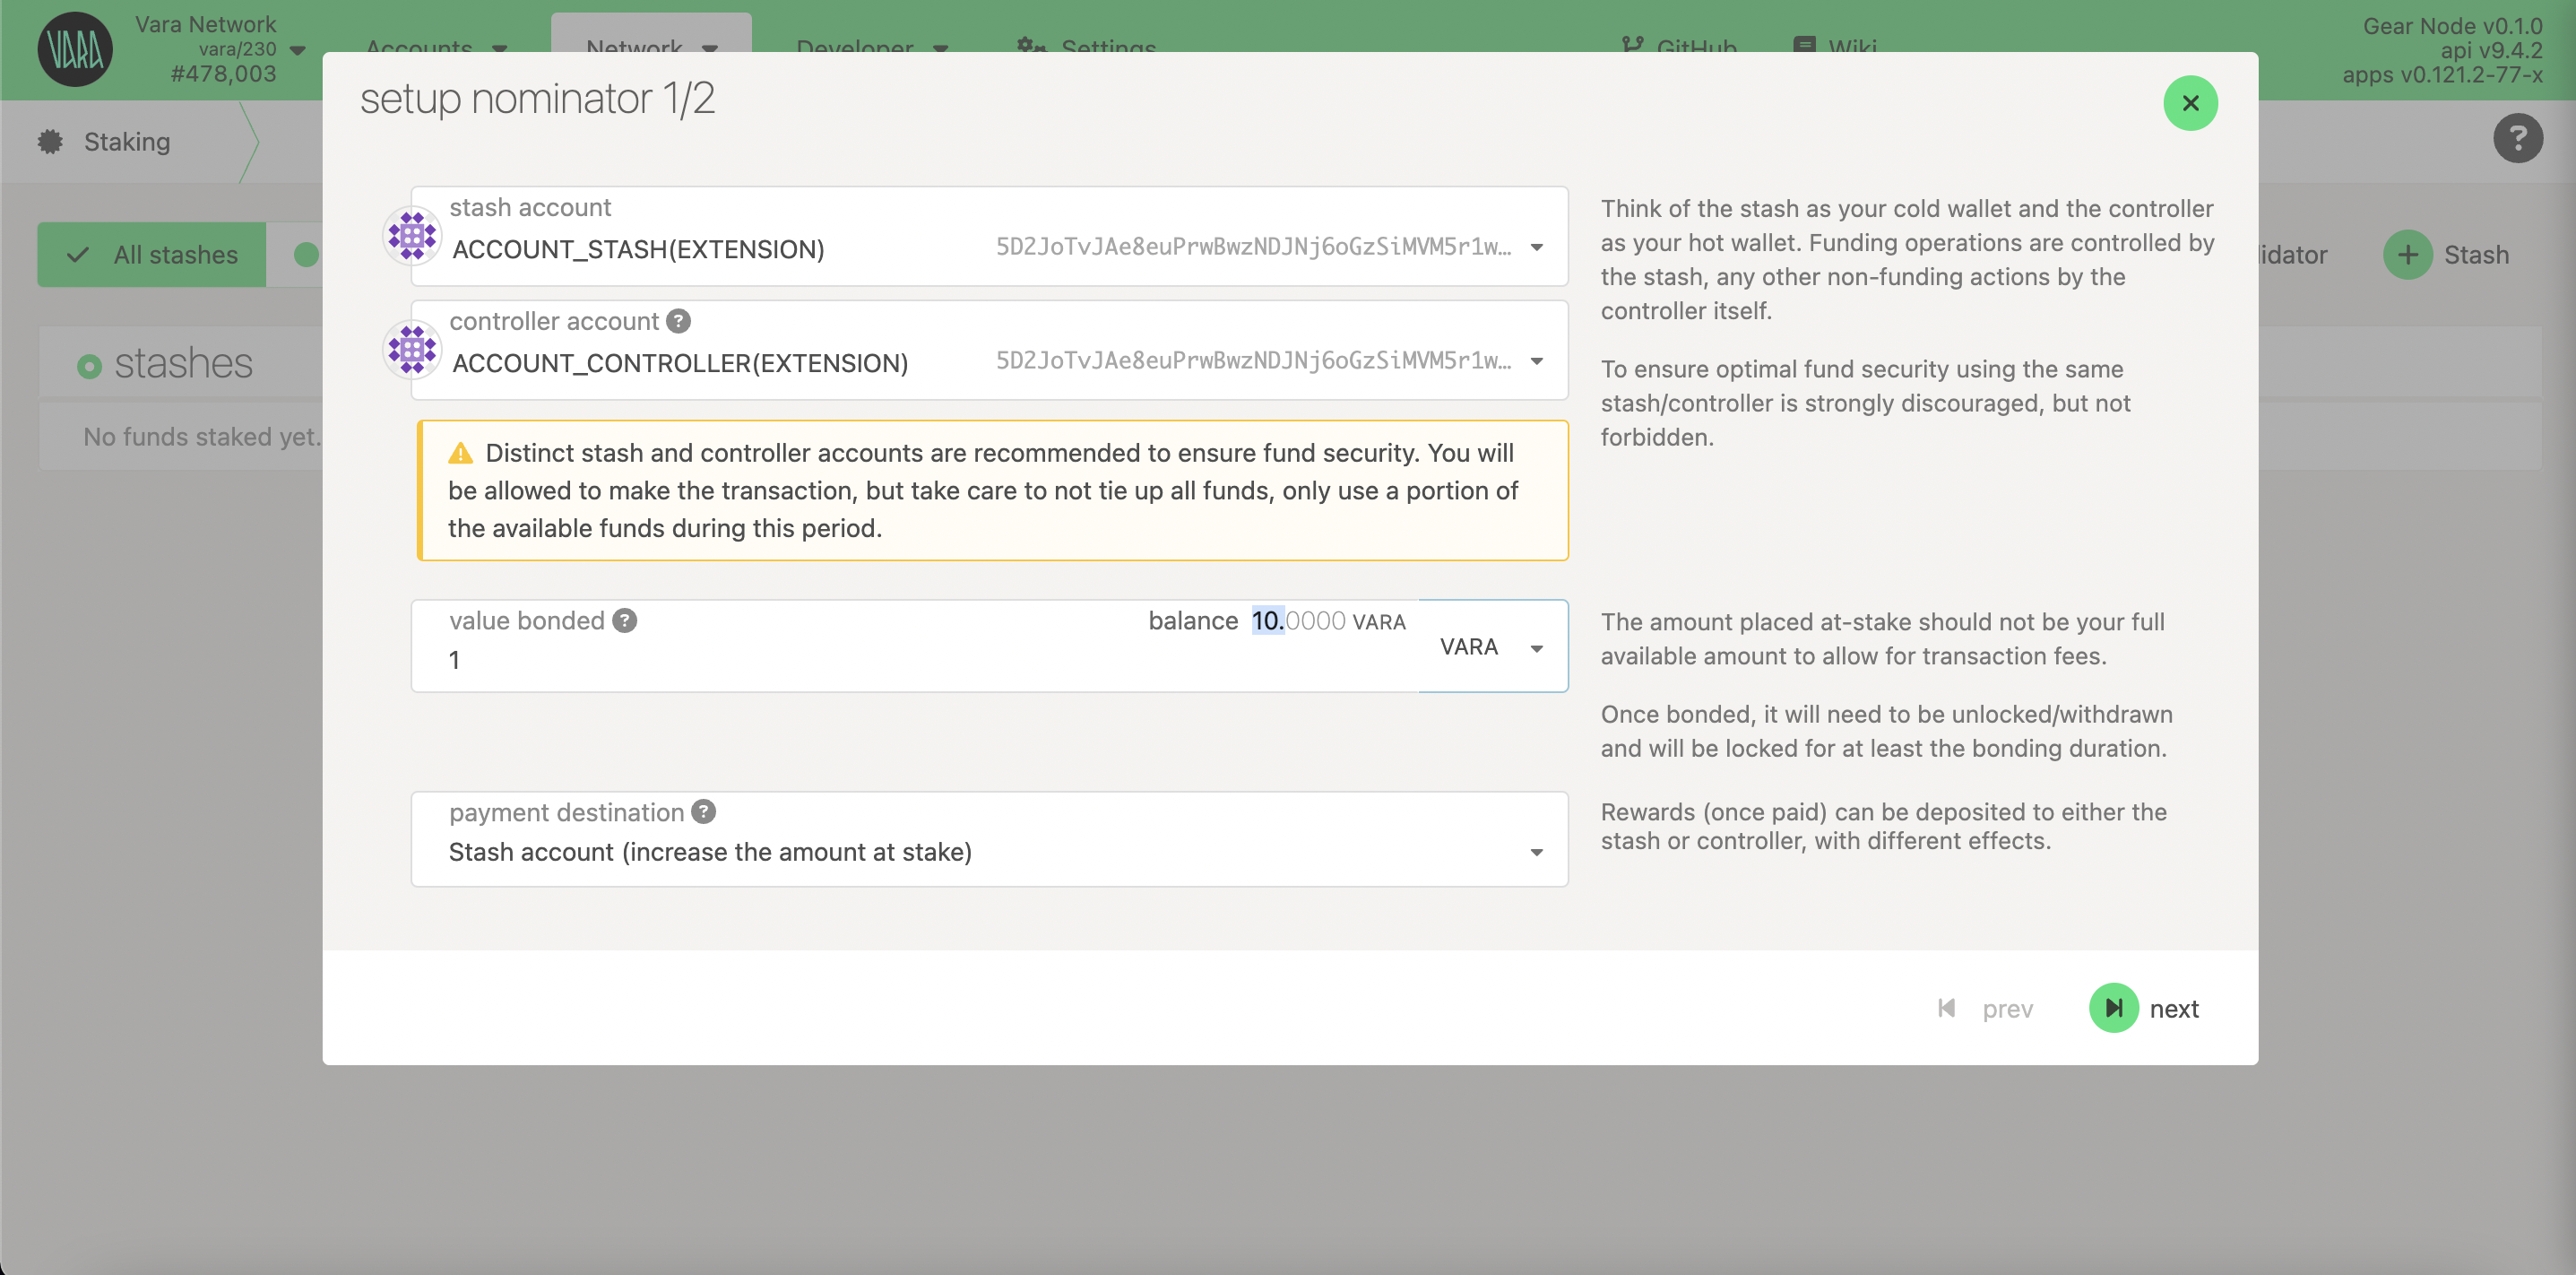 VARA
Vara Network
vara/230
#478,003
Accounts
Network
Developer
Settings
GitHub
Wiki
Gear Node v0.1.0
api v9.4.2
apps v0.121.2-77-x
Staking
?
All stashes
idator
Stash
stashes
No funds staked yet.
setup nominator 1/2
stash account
ACCOUNT_STASH(EXTENSION) 5D2JoTvJAe8euPrwBwzNDJNj6oGzSiMVM5r1w…
controller account ?
ACCOUNT_CONTROLLER(EXTENSION) 5D2JoTvJAe8euPrwBwzNDJNj6oGzSiMVM5r1w…
Distinct stash and controller accounts are recommended to ensure fund security. You will
be allowed to make the transaction, but take care to not tie up all funds, only use a portion of
the available funds during this period.
Think of the stash as your cold wallet and the controller
as your hot wallet. Funding operations are controlled by
the stash, any other non-funding actions by the
controller itself.
To ensure optimal fund security using the same
stash/controller is strongly discouraged, but not
forbidden.
value bonded ? balance 10.0000 VARA
1
VARA
The amount placed at-stake should not be your full
available amount to allow for transaction fees.
Once bonded, it will need to be unlocked/withdrawn
and will be locked for at least the bonding duration.
payment destination ?
Stash account (increase the amount at stake)
Rewards (once paid) can be deposited to either the
stash or controller, with different effects.
prev
next